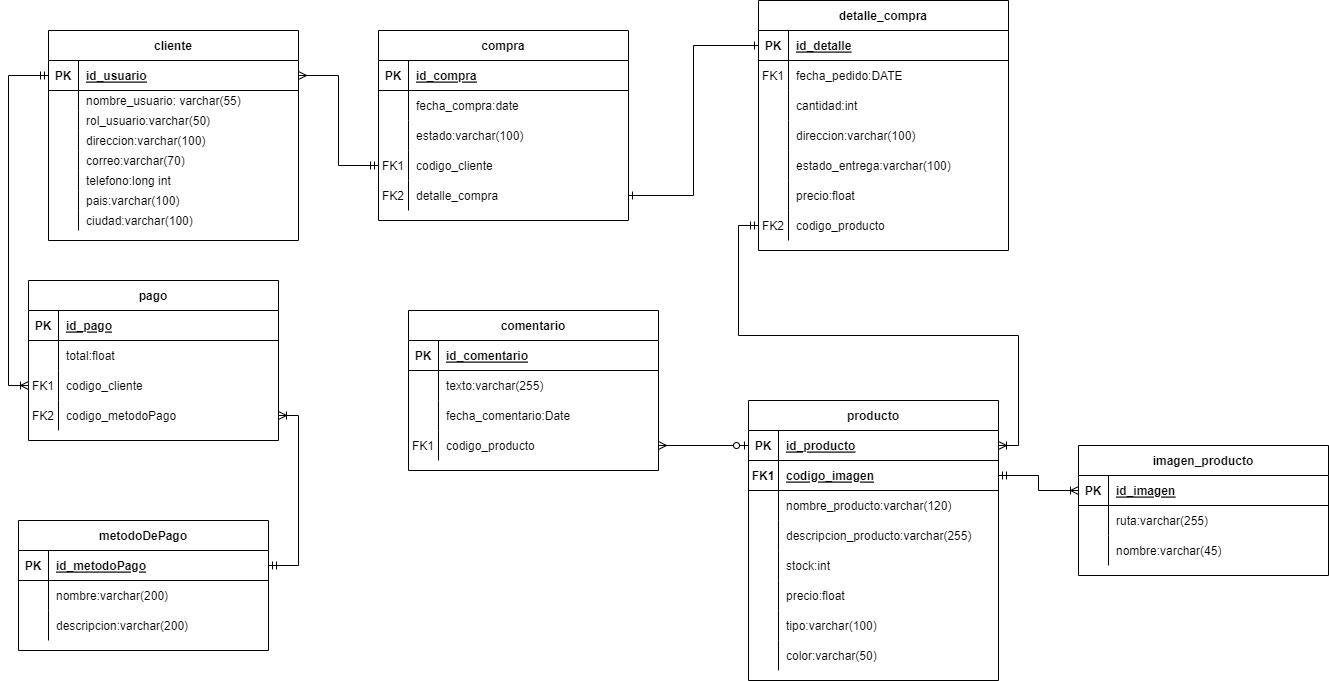 cliente
PK id_usuario
nombre_usuario: varchar(55)
rol_usuario:varchar(50)
direccion:varchar(100)
correo:varchar(70)
telefono:long int
pais:varchar(100)
ciudad:varchar(100)
compra
PK id_compra
fecha_compra:date
estado:varchar(100)
FK1 codigo_cliente
FK2 detalle_compra
detalle_compra
PK id_detalle
FK1 fecha_pedido:DATE
cantidad:int
direccion:varchar(100)
estado_entrega:varchar(100)
precio:float
FK2 codigo_producto
pago
PK id_pago
total:float
FK1 codigo_cliente
FK2 codigo_metodoPago
comentario
PK id_comentario
texto:varchar(255)
fecha_comentario:Date
FK1 codigo_producto
producto
PK id_producto
FK1 codigo_imagen
nombre_producto:varchar(120)
descripcion_producto:varchar(255)
stock:int
precio:float
tipo:varchar(100)
color:varchar(50)
imagen_producto
PK id_imagen
ruta:varchar(255)
nombre:varchar(45)
metodoDePago
PK id_metodoPago
nombre:varchar(200)
descripcion:varchar(200)